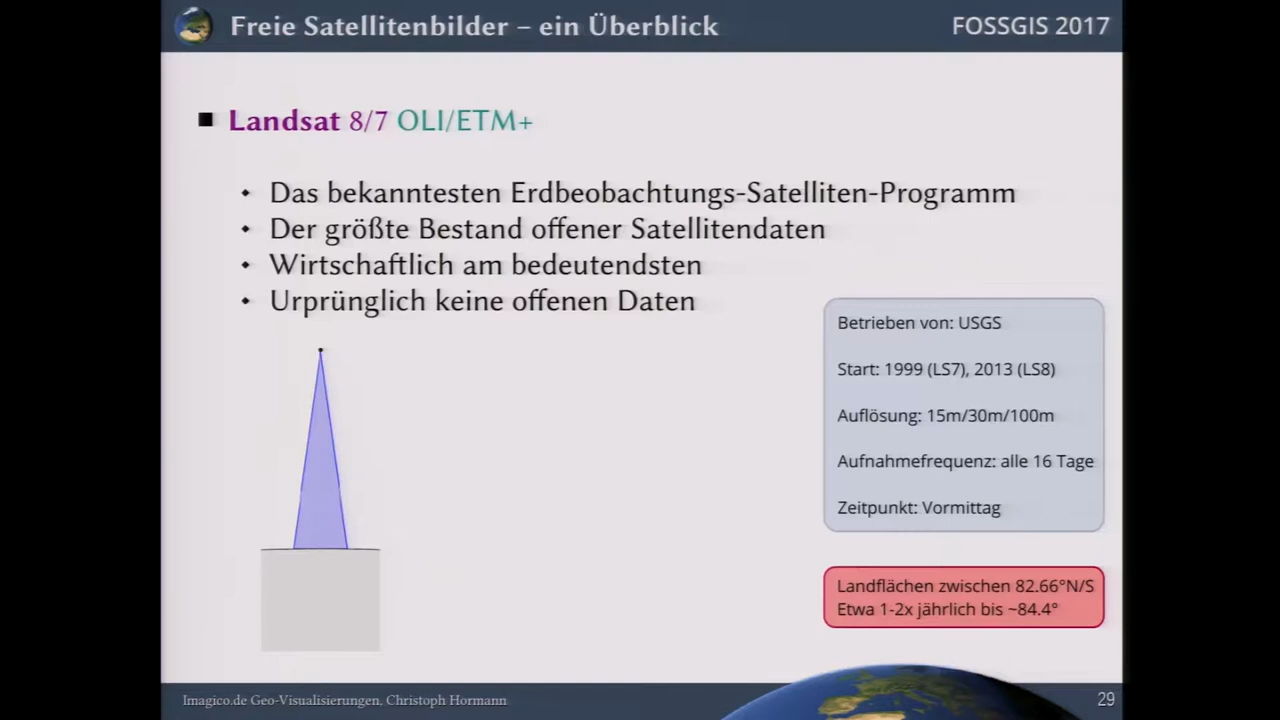 Freie Satellitenbilder – ein Überblick
FOSSGIS 2017
Landsat 8/7 OLI/ETM+
Das bekanntesten Erdbeobachtungs-Satelliten-Programm
Der größte Bestand offener Satellitendaten
Wirtschaftlich am bedeutendsten
Urprünglich keine offenen Daten
Betrieben von: USGS
Start: 1999 (LS7), 2013 (LS8)
Auflösung: 15m/30m/100m
Aufnahmefrequenz: alle 16 Tage
Zeitpunkt: Vormittag
Landflächen zwischen 82.66°N/S
Etwa 1-2x jährlich bis ~84.4°
Imagico.de Geo-Visualisierungen, Christoph Hormann
29